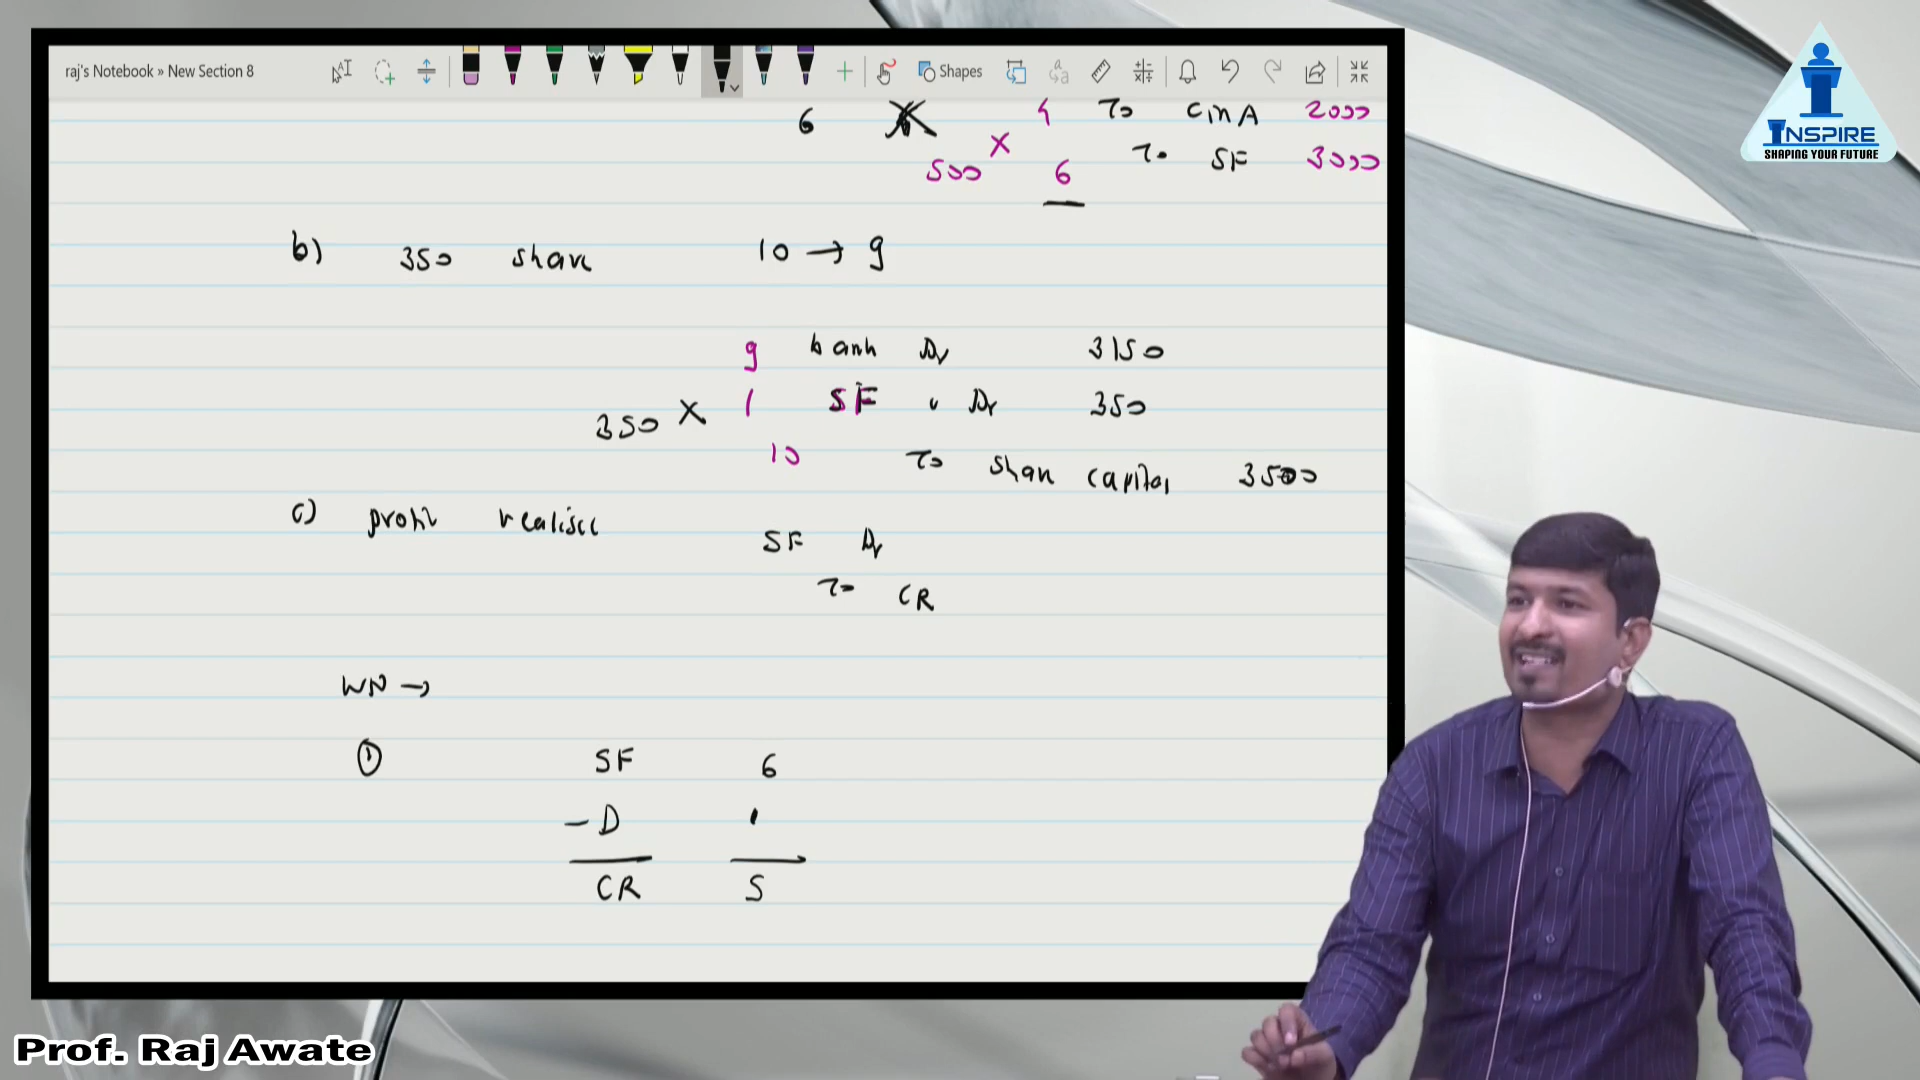 raj's Notebook » New Section 8
Shapes
INSPIRE
SHAPING YOUR FUTURE
6 4 To CinA 2000
500 × 6 To SF 3000
b) 350 share 10 → 9
9 bank Dr 3150
350 × 1 SF Dr 350
10 To shar capital 3500
c) profit realise
SF Dr
To CR
WN →
① SF 6
- D 1
CR 5
Prof. Raj Awate